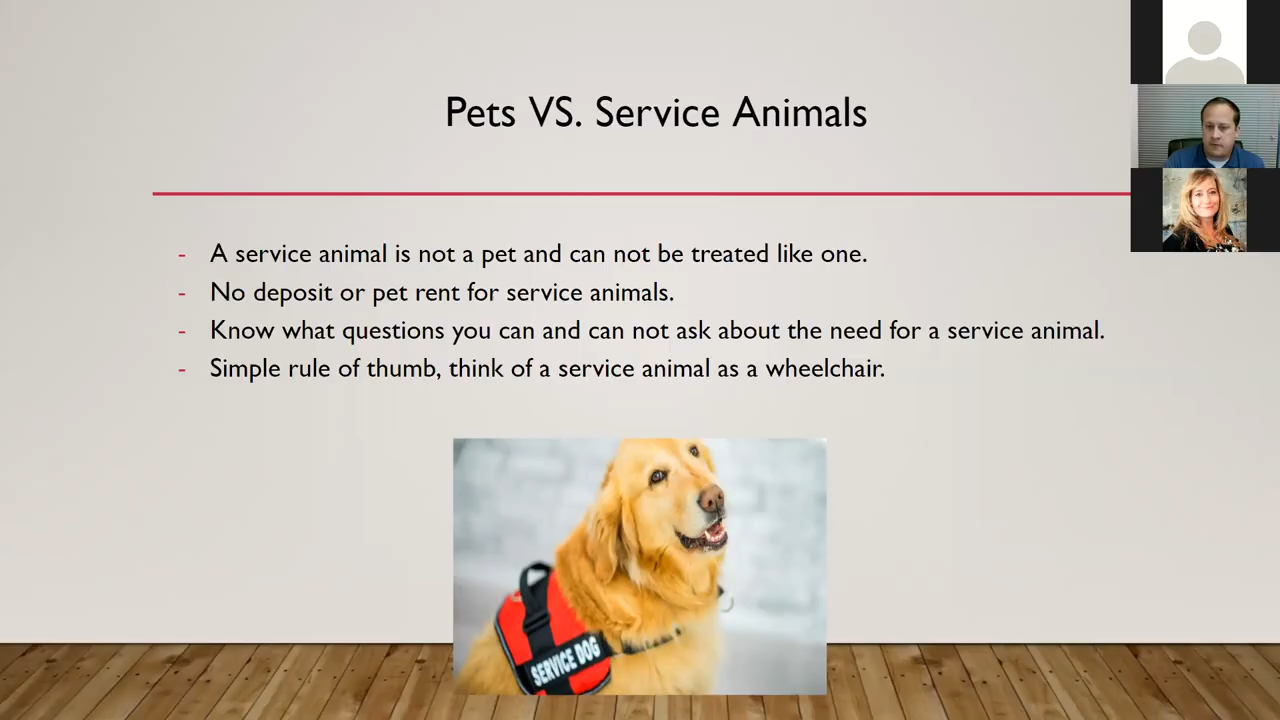 Pets VS. Service Animals
- A service animal is not a pet and can not be treated like one.
- No deposit or pet rent for service animals.
- Know what questions you can and can not ask about the need for a service animal.
- Simple rule of thumb, think of a service animal as a wheelchair.
SERVICE DOG